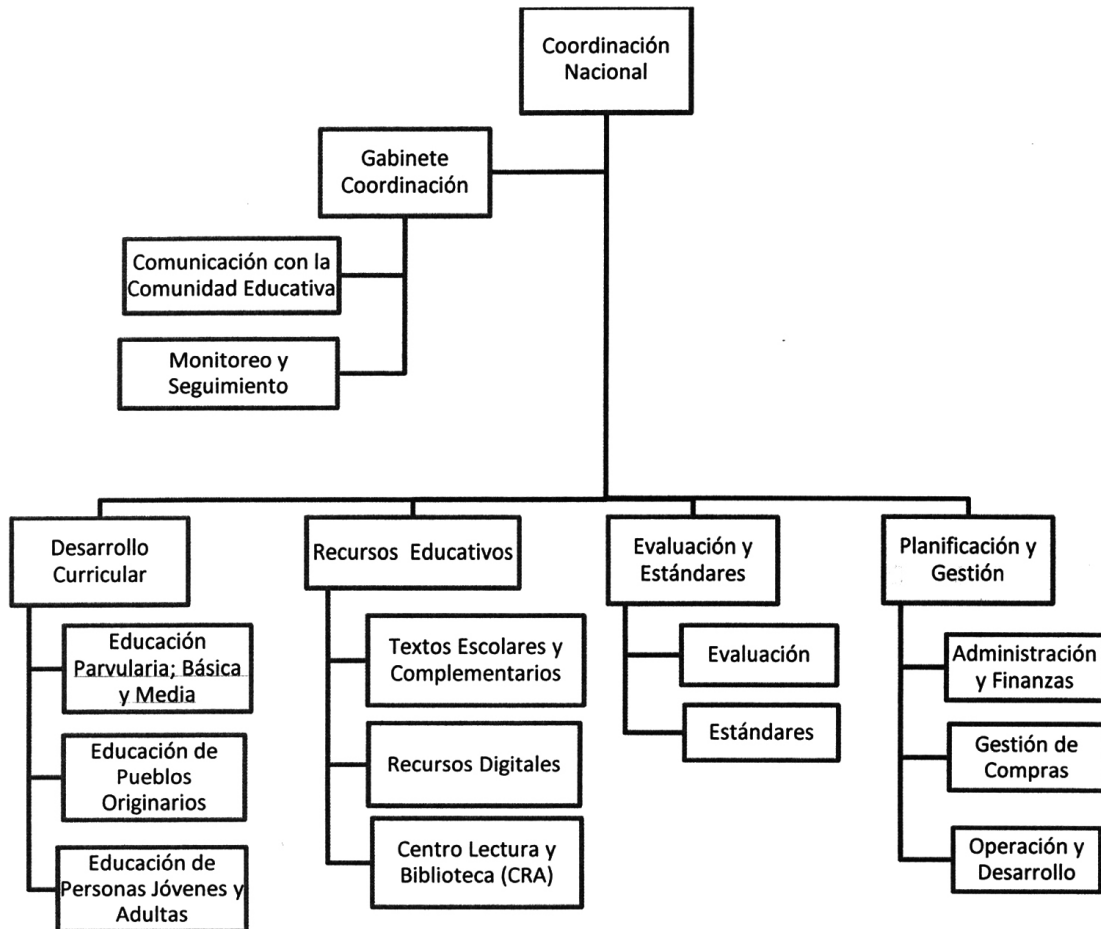 Coordinación
Nacional
Gabinete
Coordinación
Comunicación con la
Comunidad Educativa
Monitoreo y
Seguimiento
Desarrollo
Curricular
Educación
Parvularia; Básica
y Media
Educación de
Pueblos
Originarios
Educación de
Personas Jóvenes y
Adultas
Recursos Educativos
Textos Escolares y
Complementarios
Recursos Digitales
Centro Lectura y
Biblioteca (CRA)
Evaluación y
Estándares
Evaluación
Estándares
Planificación y
Gestión
Administración
y Finanzas
Gestión de
Compras
Operación y
Desarrollo